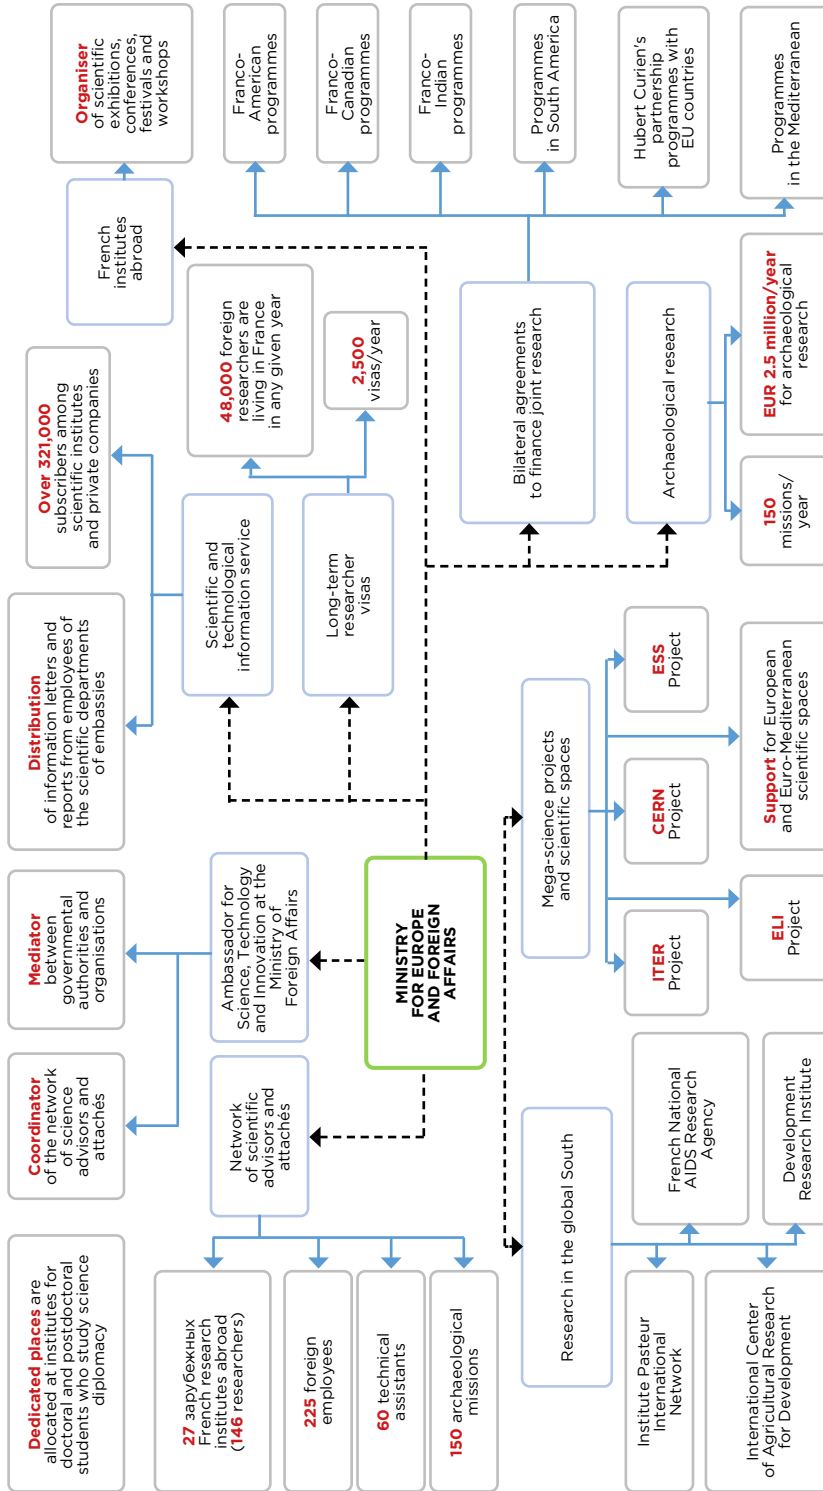 Dedicated places are
allocated at institutes for
doctoral and postdoctoral
students who study science
diplomacy
Coordinator
of the network
of science
advisors and
attachés
Mediator
between
governmental
authorities and
organisations
Distribution
of information letters and
reports from employees of
the scientific departments
of embassies
Over 321,000
subscribers among
scientific institutes
and private companies
French
institutes
abroad
Organiser
of scientific
exhibitions,
conferences,
festivals and
workshops
27 зарубежных
French research
institutes abroad
(146 researchers)
225 foreign
employees
60 technical
assistants
150 archaeological
missions
Network
of scientific
advisors and
attachés
Ambassador for
Science, Technology
and Innovation at the
Ministry of
Foreign Affairs
Scientific and
technological
information service
Long-term
researcher
visas
48,000 foreign
researchers are
living in France
in any given year
2,500
visas/year
MINISTRY
FOR EUROPE
AND FOREIGN
AFFAIRS
Franco-
American
programmes
Franco-
Canadian
programmes
Franco-
Indian
programmes
Programmes
in South America
Hubert Curien's
partnership
programmes with
EU countries
Programmes
in the Mediterranean
Bilateral agreements
to finance joint research
Archaeological research
150
missions/
year
EUR 2.5 million/year
for archaeological
research
Research in the global South
Institute Pasteur
International
Network
French National
AIDS Research
Agency
International Center
of Agricultural Research
for Development
Development
Research Institute
Mega-science projects
and scientific spaces
ITER
Project
CERN
Project
ESS
Project
ELI
Project
Support for European
and Euro-Mediterranean
scientific spaces